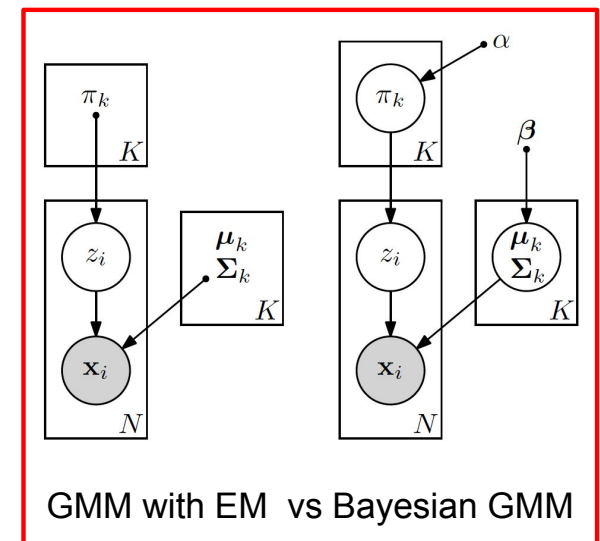 π_k
K
z_i
x_i
N
μ_k
Σ_k
K
α
π_k
K
β
z_i
x_i
N
μ_k
Σ_k
K
GMM with EM vs Bayesian GMM